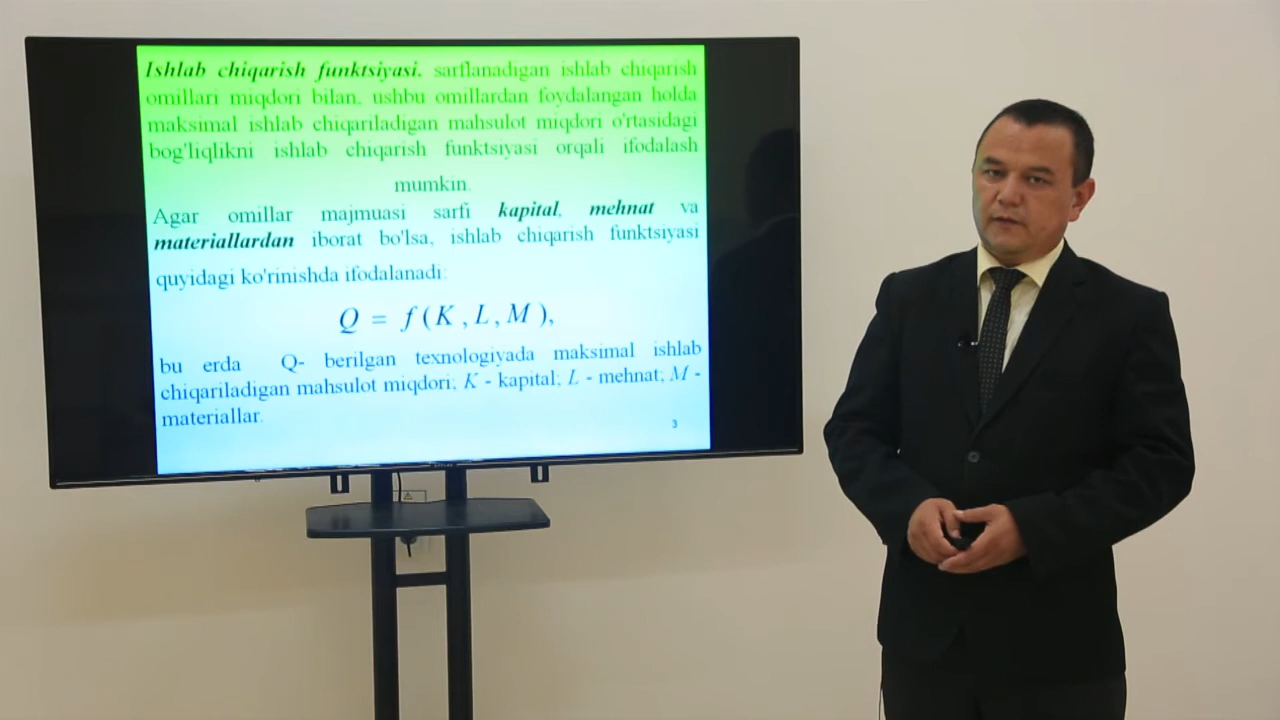 Ishlab chiqarish funktsiyasi. sarflanadigan ishlab chiqarish
omillari miqdori bilan, ushbu omillardan foydalangan holda
maksimal ishlab chiqariladigan mahsulot miqdori o'rtasidagi
bog'liqlikni ishlab chiqarish funktsiyasi orqali ifodalash
mumkin.
Agar omillar majmuasi sarfi kapital, mehnat va
materiallardan iborat bo'lsa, ishlab chiqarish funktsiyasi
quyidagi ko'rinishda ifodalanadi:
Q = f(K,L,M),
bu erda Q- berilgan texnologiyada maksimal ishlab
chiqariladigan mahsulot miqdori; K - kapital; L - mehnat; M -
materiallar.
3